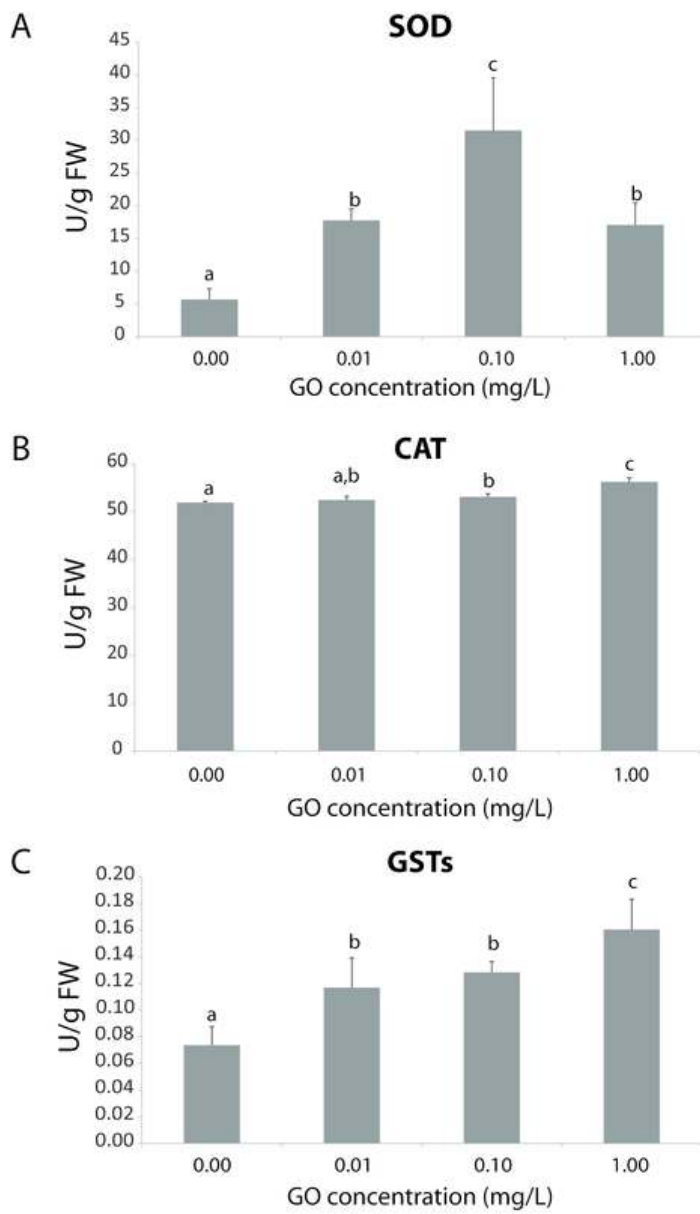 A
SOD
45
40
35
30
25
20
15
10
5
0
U/g FW
a
b
c
b
0.00 0.01 0.10 1.00
GO concentration (mg/L)
B
CAT
60
50
40
30
20
10
0
U/g FW
a
a,b
b
c
0.00 0.01 0.10 1.00
GO concentration (mg/L)
C
GSTs
0.20
0.18
0.16
0.14
0.12
0.10
0.08
0.06
0.04
0.02
0.00
U/g FW
a
b
b
c
0.00 0.01 0.10 1.00
GO concentration (mg/L)